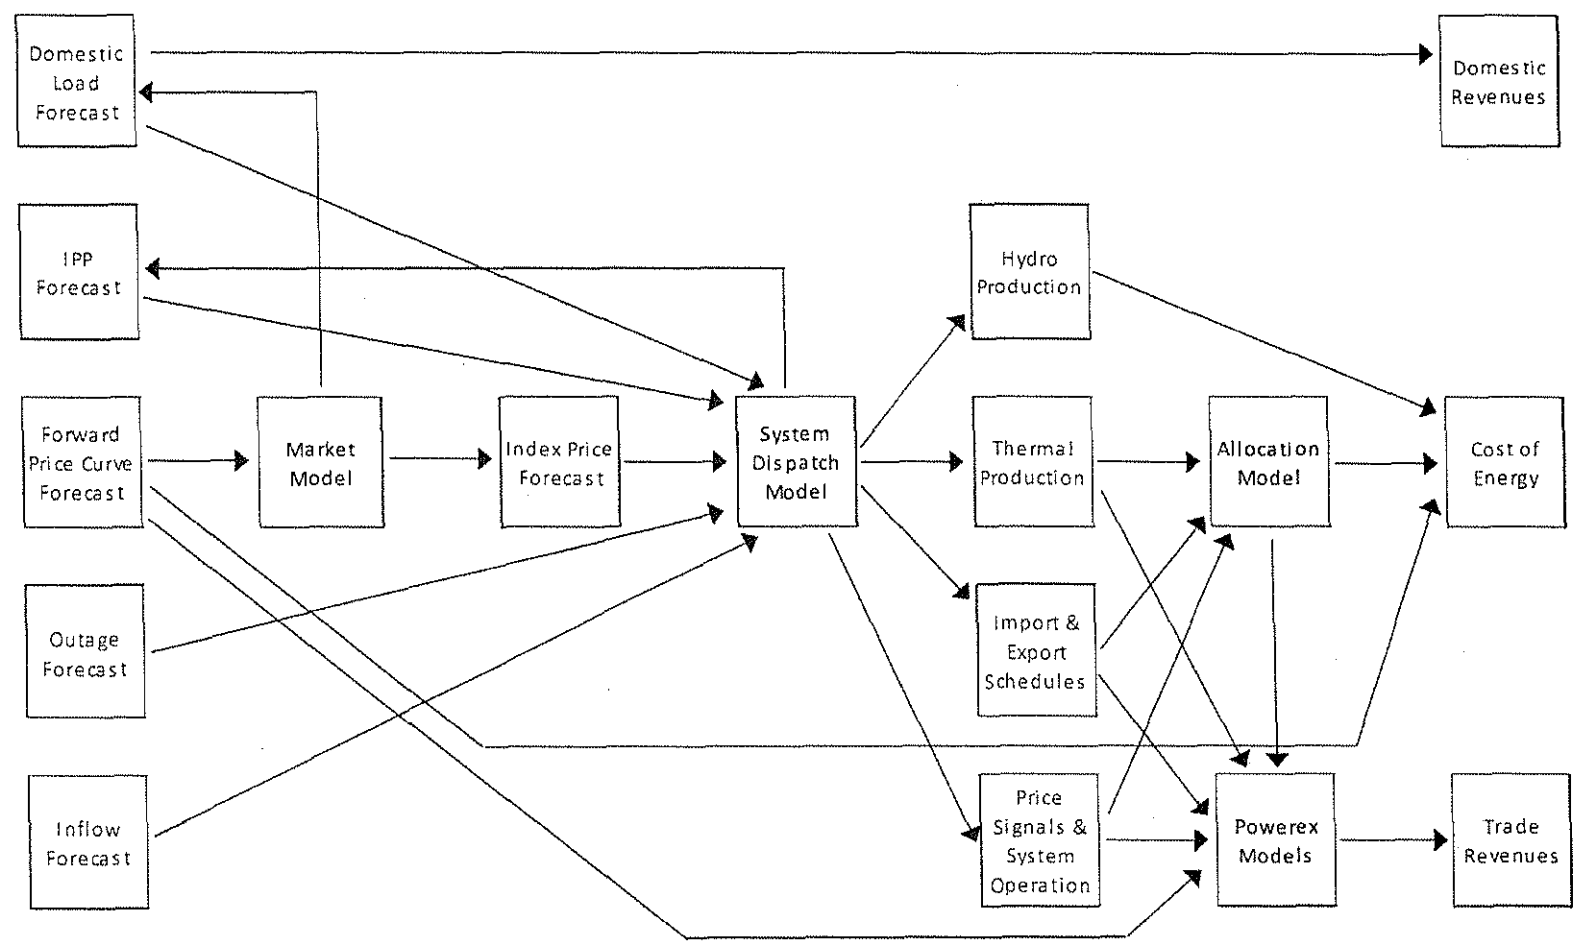 Domestic
Load
Forecast
Domestic
Revenues
IPP
Forecast
Hydro
Production
Forward
Price Curve
Forecast
Market
Model
Index Price
Forecast
System
Dispatch
Model
Thermal
Production
Allocation
Model
Cost of
Energy
Outage
Forecast
Import &
Export
Schedules
Inflow
Forecast
Price
Signals &
System
Operation
Powerex
Models
Trade
Revenues